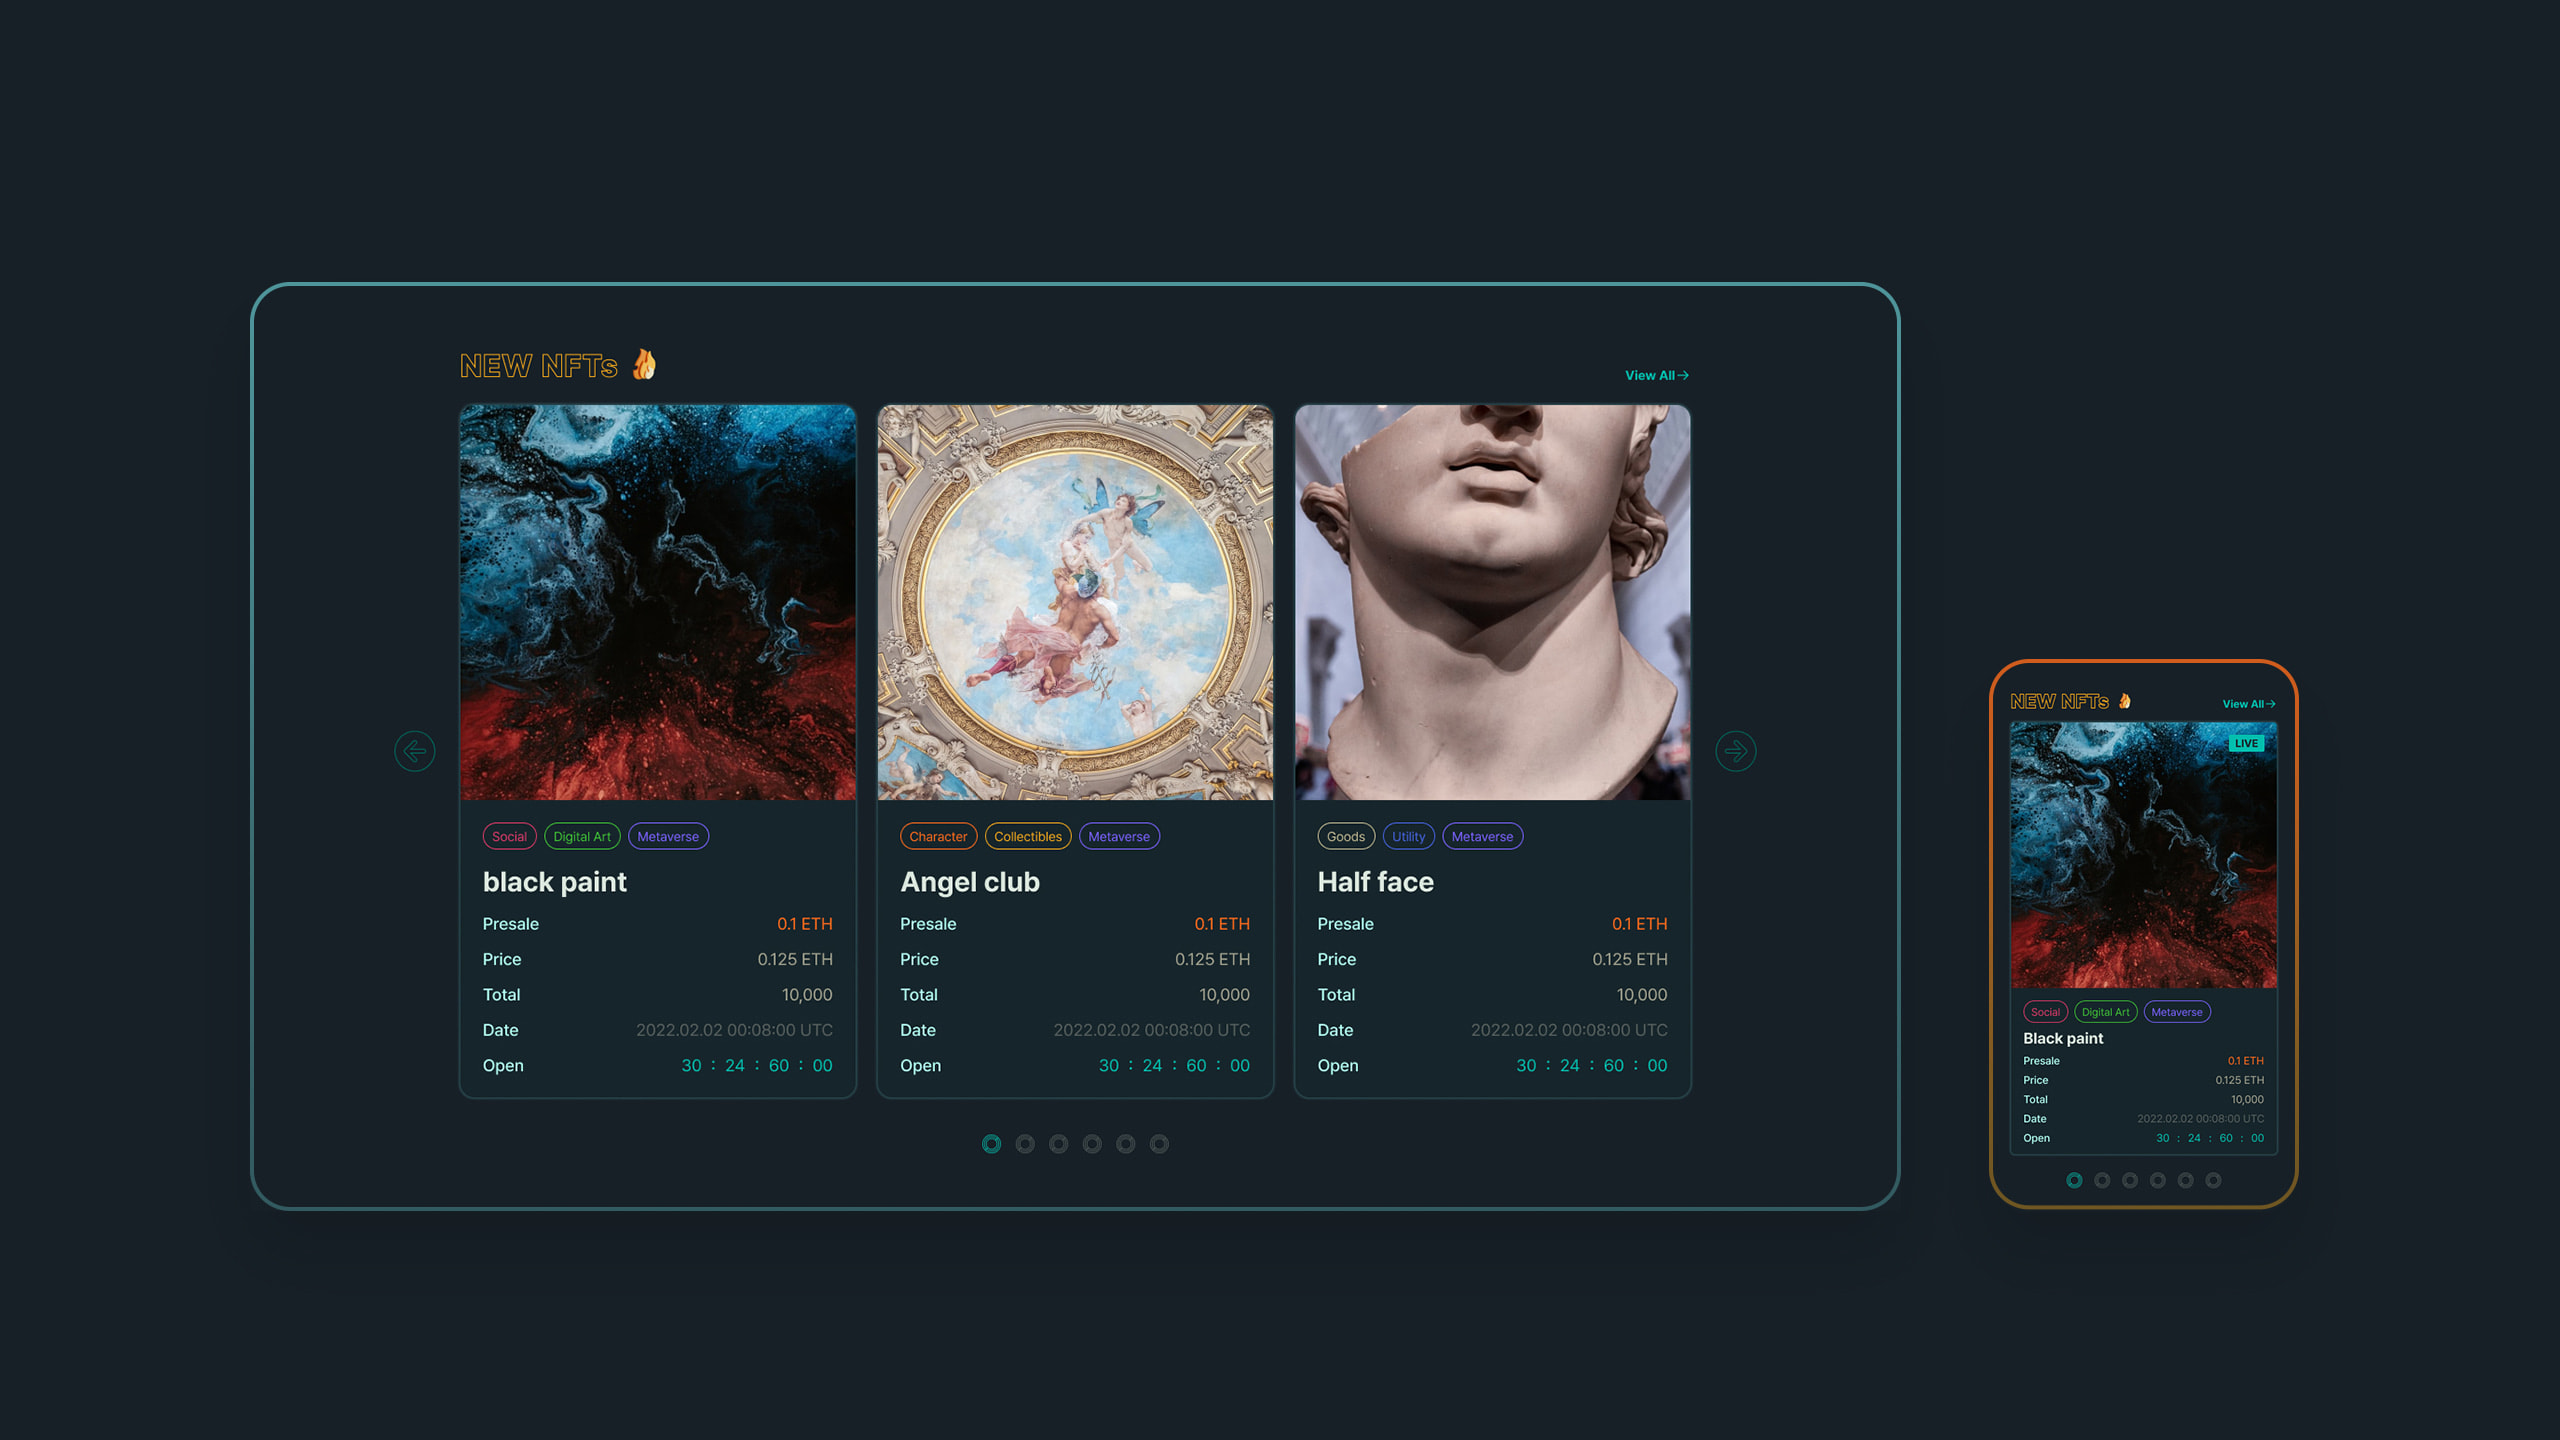 NEW NFTs
View All
Social Digital Art Metaverse
black paint
Presale 0.1 ETH
Price 0.125 ETH
Total 10,000
Date 2022.02.02 00:08:00 UTC
Open 30 : 24 : 60 : 00
Character Collectibles Metaverse
Angel club
Presale 0.1 ETH
Price 0.125 ETH
Total 10,000
Date 2022.02.02 00:08:00 UTC
Open 30 : 24 : 60 : 00
Goods Utility Metaverse
Half face
Presale 0.1 ETH
Price 0.125 ETH
Total 10,000
Date 2022.02.02 00:08:00 UTC
Open 30 : 24 : 60 : 00
NEW NFTs
View All
LIVE
Social Digital Art Metaverse
Black paint
Presale 0.1 ETH
Price 0.125 ETH
Total 10,000
Date 2022.02.02 00:08:00 UTC
Open 30 : 24 : 60 : 00